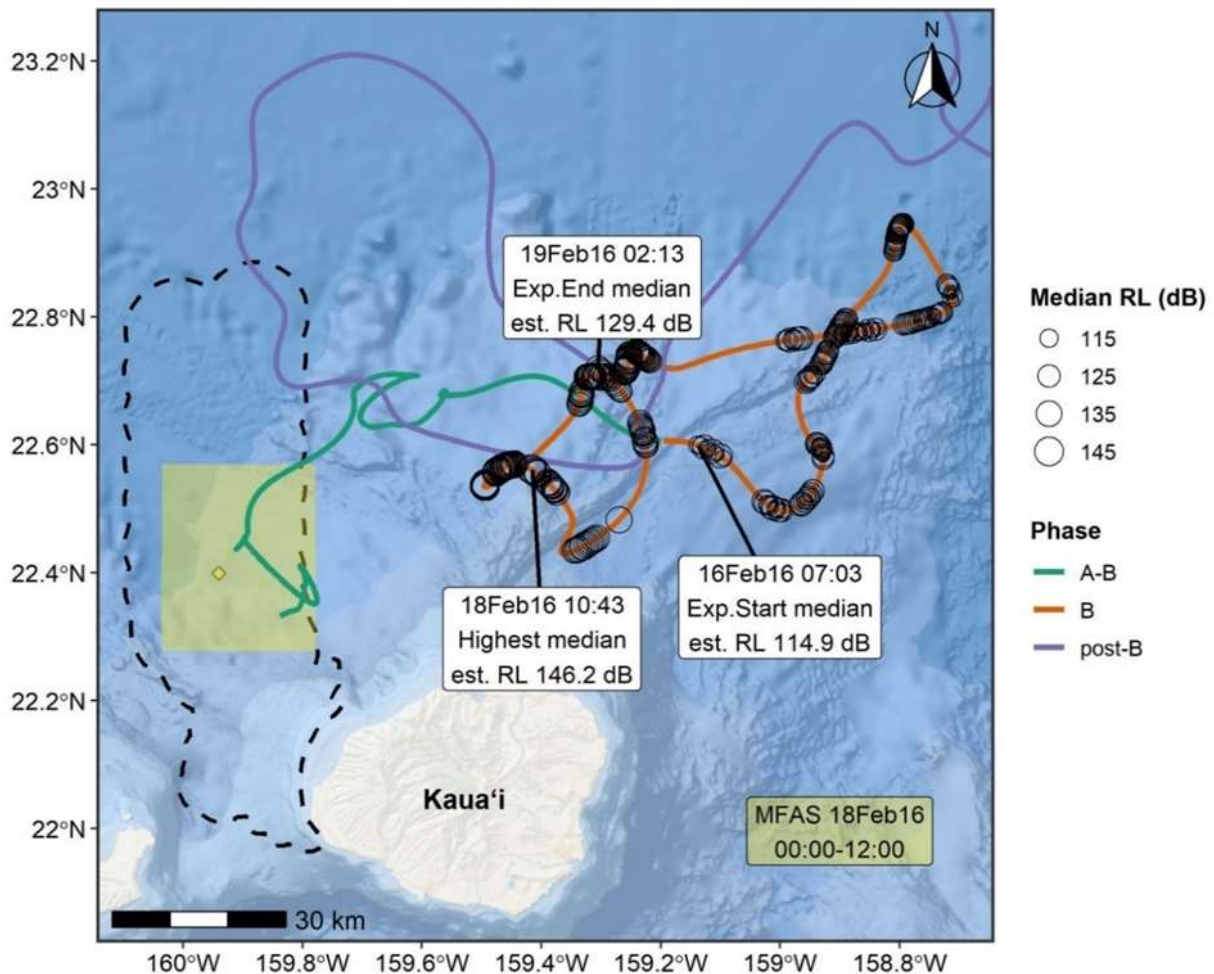 23.2°N
23°N
22.8°N
22.6°N
22.4°N
22.2°N
22°N
N
19Feb16 02:13
Exp.End median
est. RL 129.4 dB
16Feb16 07:03
Exp.Start median
est. RL 114.9 dB
18Feb16 10:43
Highest median
est. RL 146.2 dB
Kauaʻi
MFAS 18Feb16
00:00-12:00
30 km
160°W
159.8°W
159.6°W
159.4°W
159.2°W
159°W
158.8°W
Median RL (dB)
115
125
135
145
Phase
A-B
B
post-B